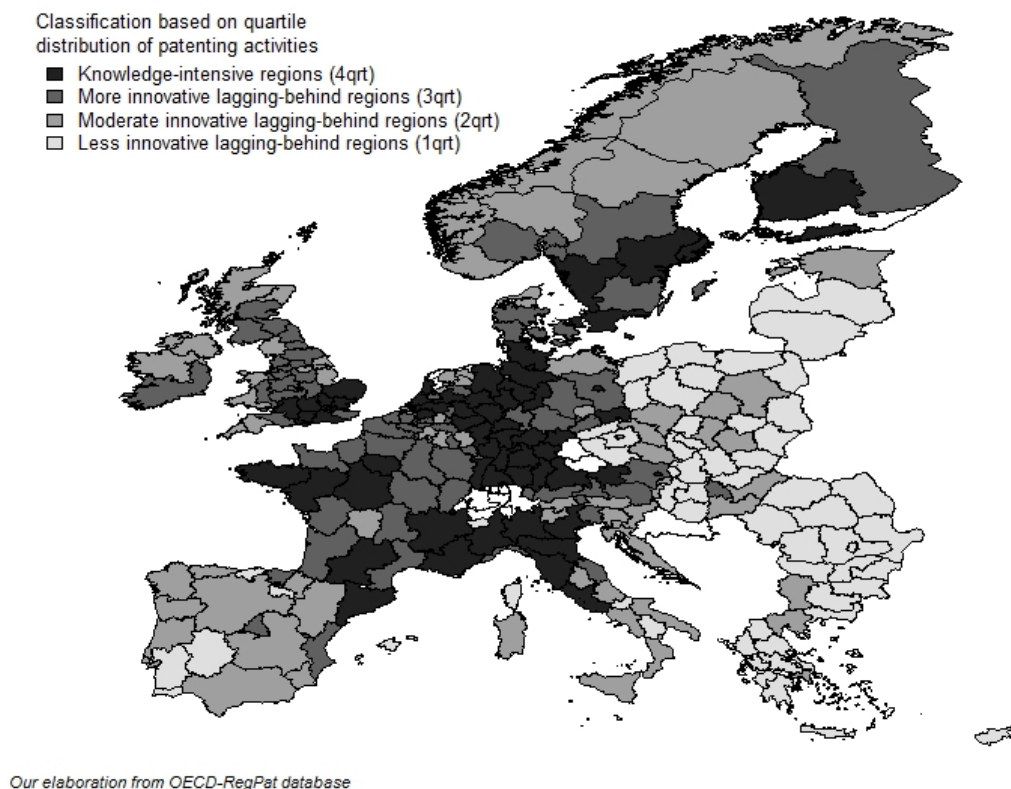 Classification based on quartile
distribution of patenting activities
Knowledge-intensive regions (4qrt)
More innovative lagging-behind regions (3qrt)
Moderate innovative lagging-behind regions (2qrt)
Less innovative lagging-behind regions (1qrt)
Our elaboration from OECD-RegPat database